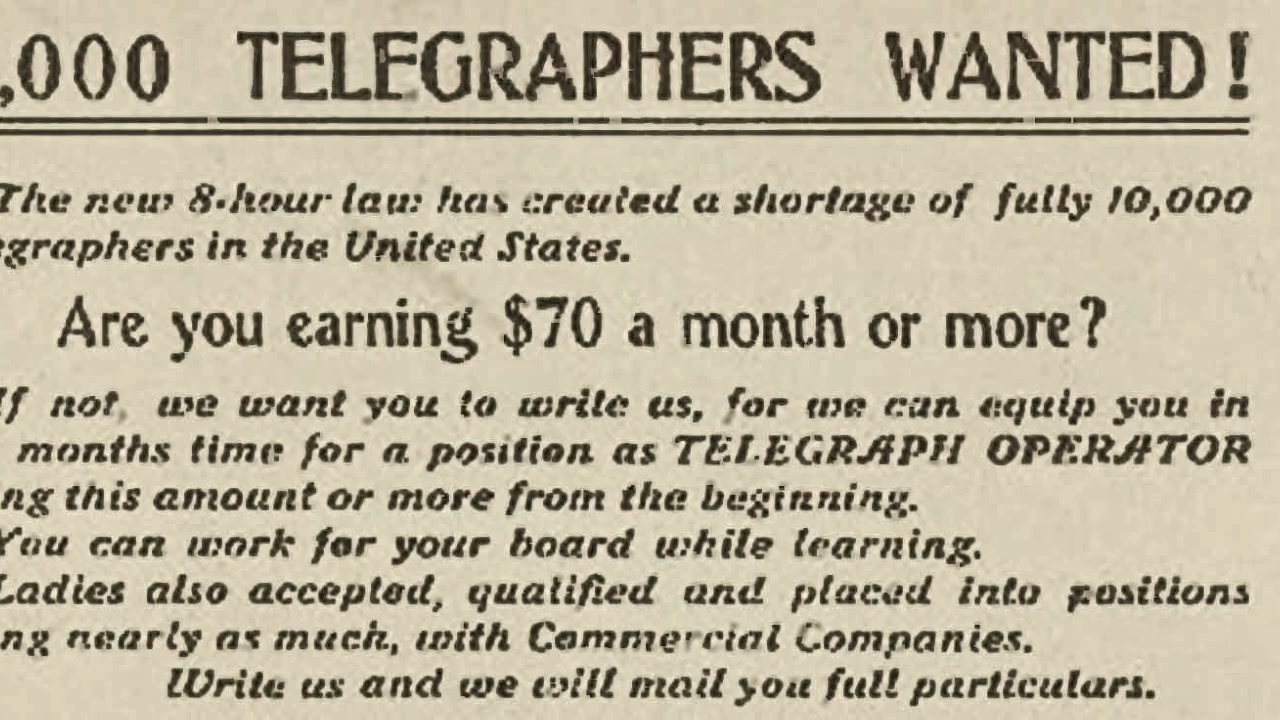 ,000 TELEGRAPHERS WANTED!
The new 8-hour law has created a shortage of fully 10,000
egraphers in the United States.
Are you earning $70 a month or more?
If not, we want you to write us, for we can equip you in
months time for a position as TELEGRAPH OPERATOR
ng this amount or more from the beginning.
You can work for your board while learning.
Ladies also accepted, qualified and placed into positions
ng nearly as much, with Commercial Companies.
Write us and we will mail you full particulars.